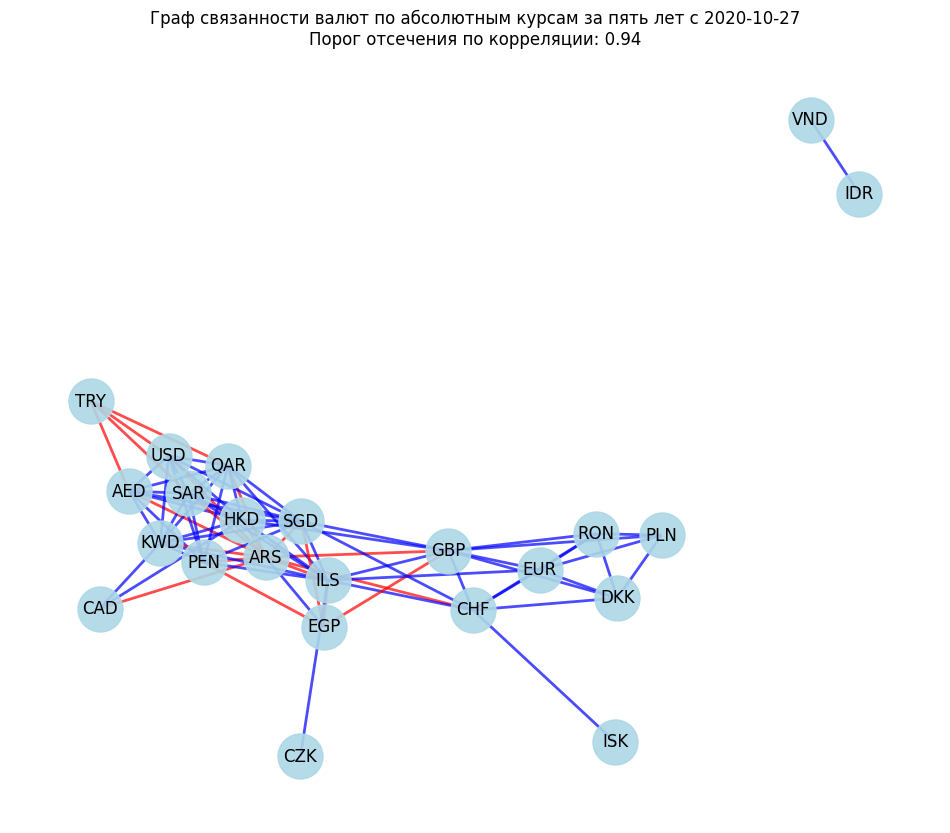 Граф связанности валют по абсолютным курсам за пять лет с 2020-10-27
Порог отсечения по корреляции: 0.94
VND
IDR
TRY
USD
QAR
AED
SAR
HKD
SGD
KWD
PEN
ARS
ILS
GBP
RON
PLN
EUR
CAD
EGP
CHF
DKK
CZK
ISK